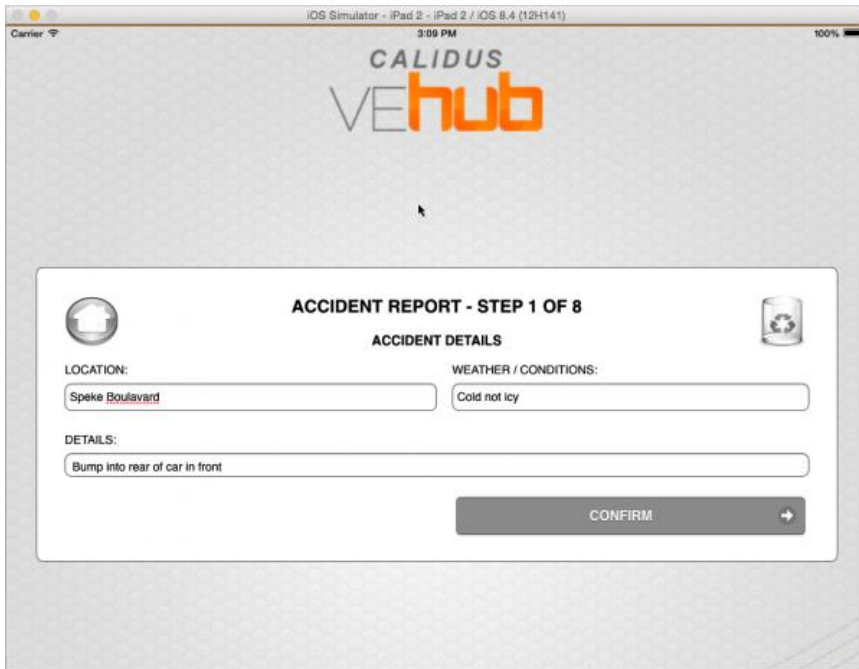 iOS Simulator - iPad 2 - iPad 2 / iOS 8.4 (12H141)
Carrier 3:09 PM 100%
CALIDUS
VEhub
ACCIDENT REPORT - STEP 1 OF 8
ACCIDENT DETAILS
LOCATION: WEATHER / CONDITIONS:
Speke Boulavard Cold not icy
DETAILS:
Bump into rear of car in front
CONFIRM